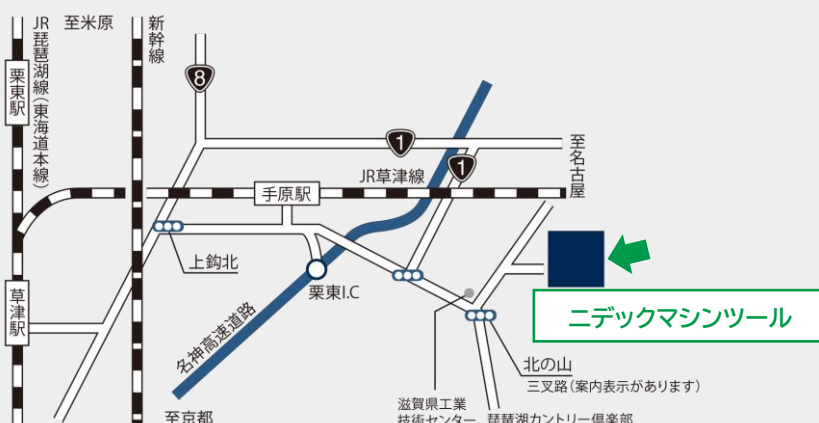 JR琵琶湖線(東海道本線)
至米原
新幹線
栗東駅
8
1
至名古屋
1
JR草津線
手原駅
上鈎北
栗東I.C
名神高速道路
草津駅
ニデックマシンツール
北の山
三叉路(案内表示があります)
滋賀県工業
技術センター
琵琶湖カントリー倶楽部
至京都